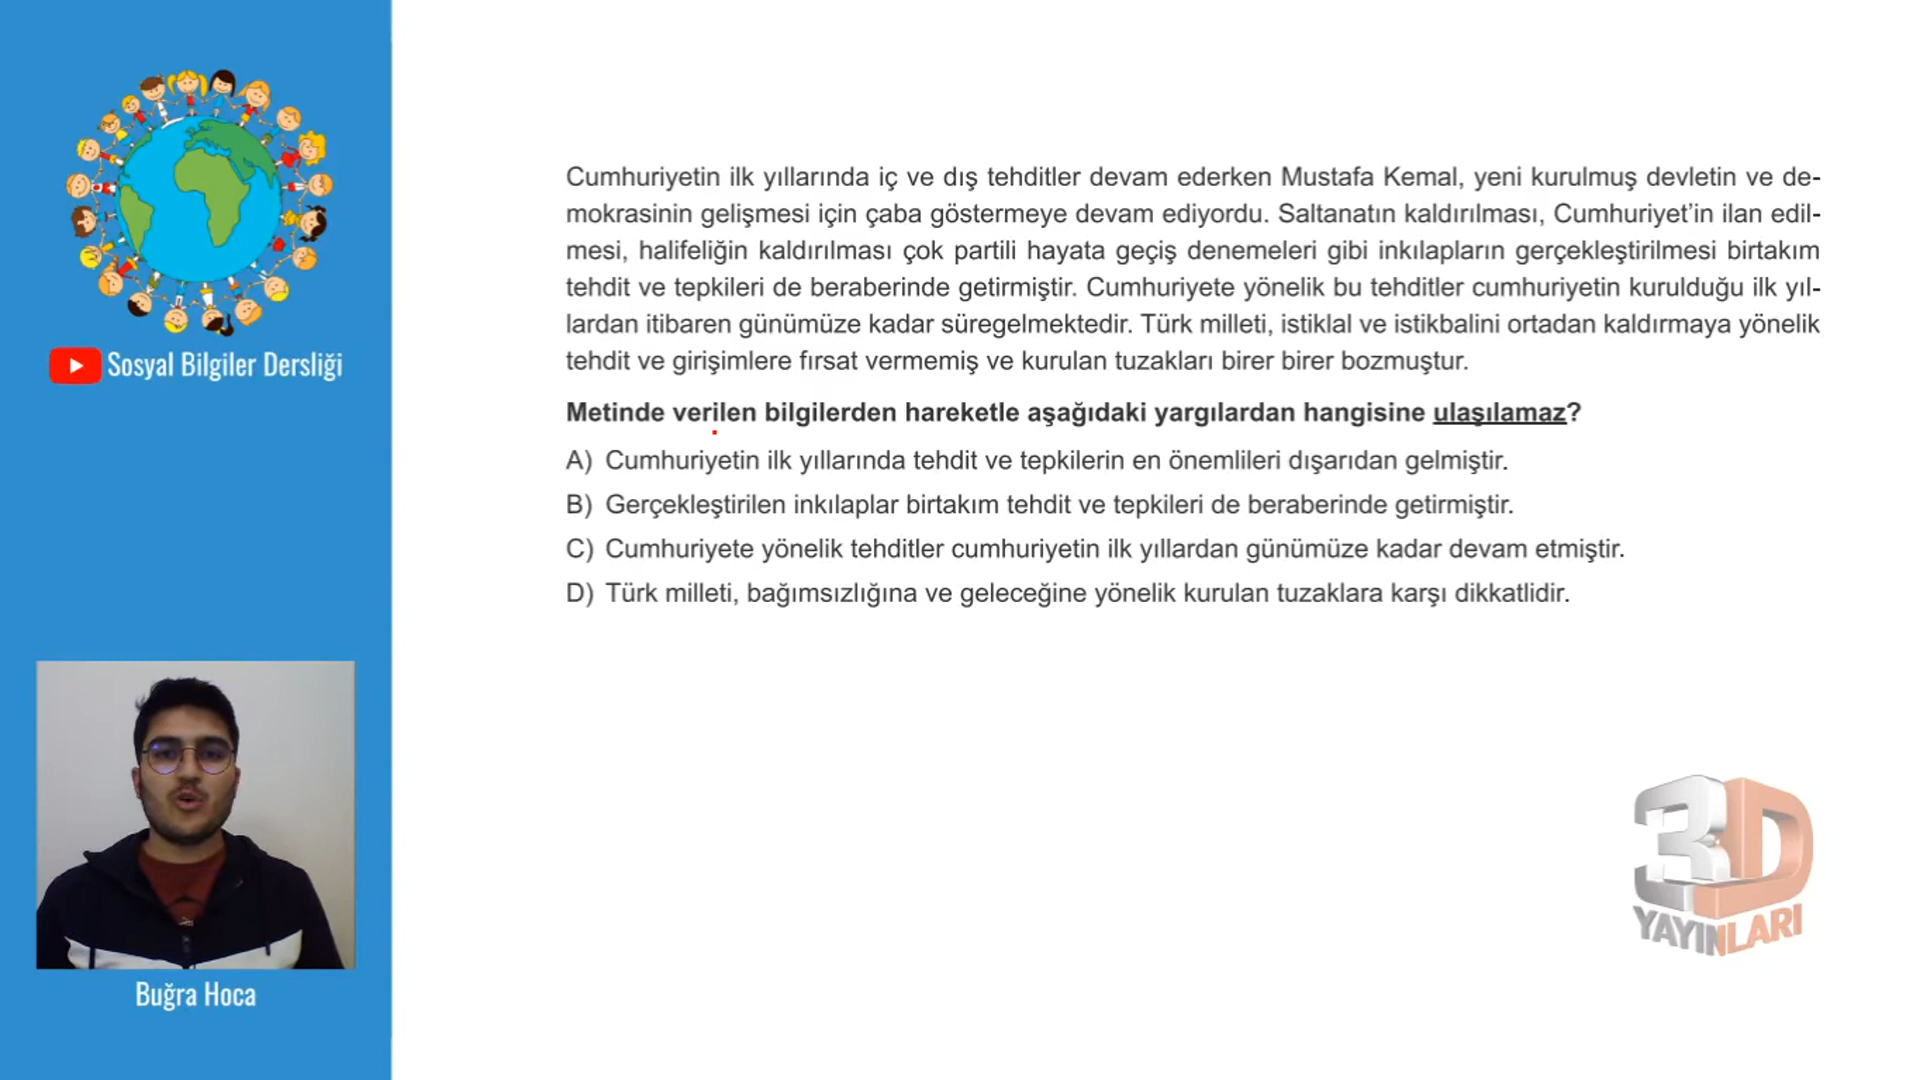 Sosyal Bilgiler Dersliği
Buğra Hoca
Cumhuriyetin ilk yıllarında iç ve dış tehditler devam ederken Mustafa Kemal, yeni kurulmuş devletin ve de-
mokrasinin gelişmesi için çaba göstermeye devam ediyordu. Saltanatın kaldırılması, Cumhuriyet’in ilan edil-
mesi, halifeliğin kaldırılması çok partili hayata geçiş denemeleri gibi inkılapların gerçekleştirilmesi birtakım
tehdit ve tepkileri de beraberinde getirmiştir. Cumhuriyete yönelik bu tehditler cumhuriyetin kurulduğu ilk yıl-
lardan itibaren günümüze kadar süregelmektedir. Türk milleti, istiklal ve istikbalini ortadan kaldırmaya yönelik
tehdit ve girişimlere fırsat vermemiş ve kurulan tuzakları birer birer bozmuştur.
Metinde verilen bilgilerden hareketle aşağıdaki yargılardan hangisine ulaşılamaz?
A) Cumhuriyetin ilk yıllarında tehdit ve tepkilerin en önemlileri dışarıdan gelmiştir.
B) Gerçekleştirilen inkılaplar birtakım tehdit ve tepkileri de beraberinde getirmiştir.
C) Cumhuriyete yönelik tehditler cumhuriyetin ilk yıllardan günümüze kadar devam etmiştir.
D) Türk milleti, bağımsızlığına ve geleceğine yönelik kurulan tuzaklara karşı dikkatlidir.
3D
YAYINLARI